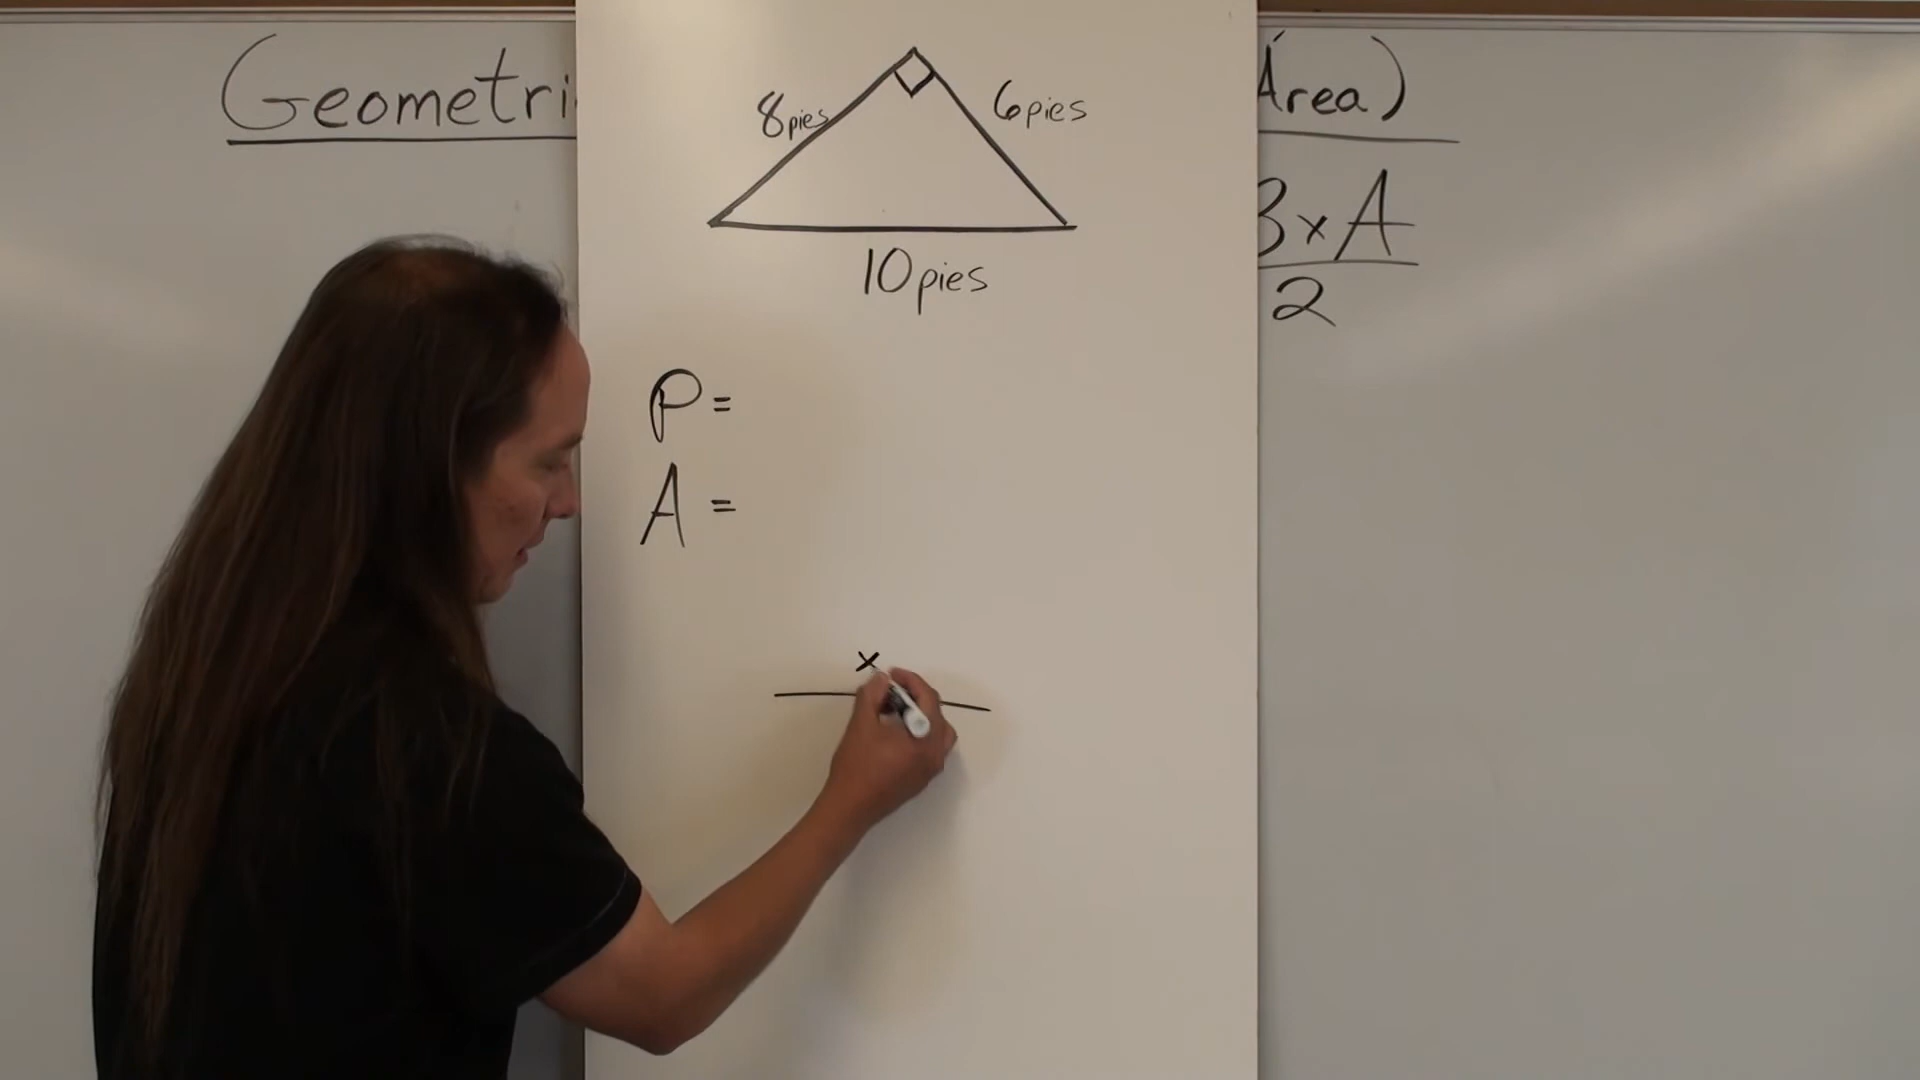 Geometri
Área)
8pies
6pies
10pies
B x A
2
P =
A =
x